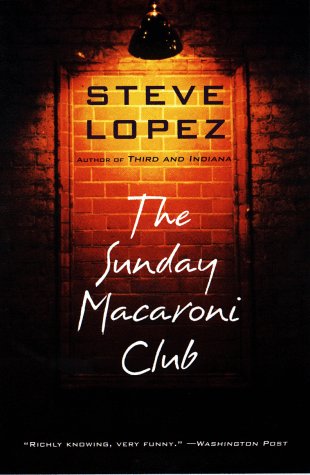 STEVE
LOPEZ
AUTHOR OF THIRD AND INDIANA
The
Sunday
Macaroni
Club
"RICHLY KNOWING, VERY FUNNY." —WASHINGTON POST